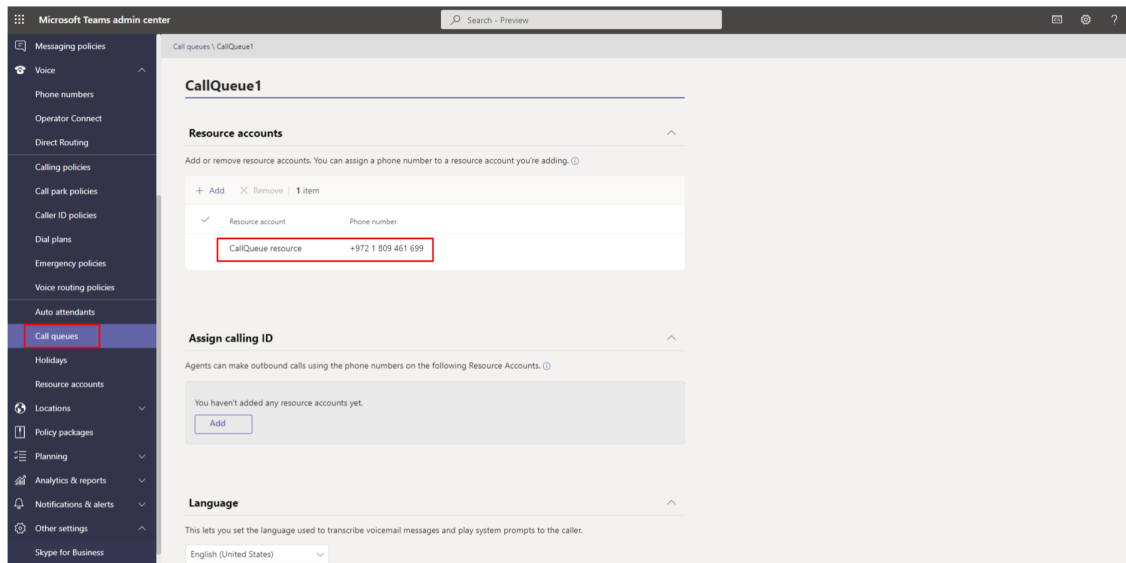 Microsoft Teams admin center
Search - Preview
?
Messaging policies
Voice
Phone numbers
Operator Connect
Direct Routing
Calling policies
Call park policies
Caller ID policies
Dial plans
Emergency policies
Voice routing policies
Auto attendants
Call queues
Holidays
Resource accounts
Locations
Policy packages
Planning
Analytics & reports
Notifications & alerts
Other settings
Skype for Business
Call queues \ CallQueue1
CallQueue1
Resource accounts
Add or remove resource accounts. You can assign a phone number to a resource account you're adding.
+ Add × Remove | 1 item
Resource account Phone number
CallQueue resource +972 1 809 461 699
Assign calling ID
Agents can make outbound calls using the phone numbers on the following Resource Accounts.
You haven't added any resource accounts yet.
Add
Language
This lets you set the language used to transcribe voicemail messages and play system prompts to the caller.
English (United States)